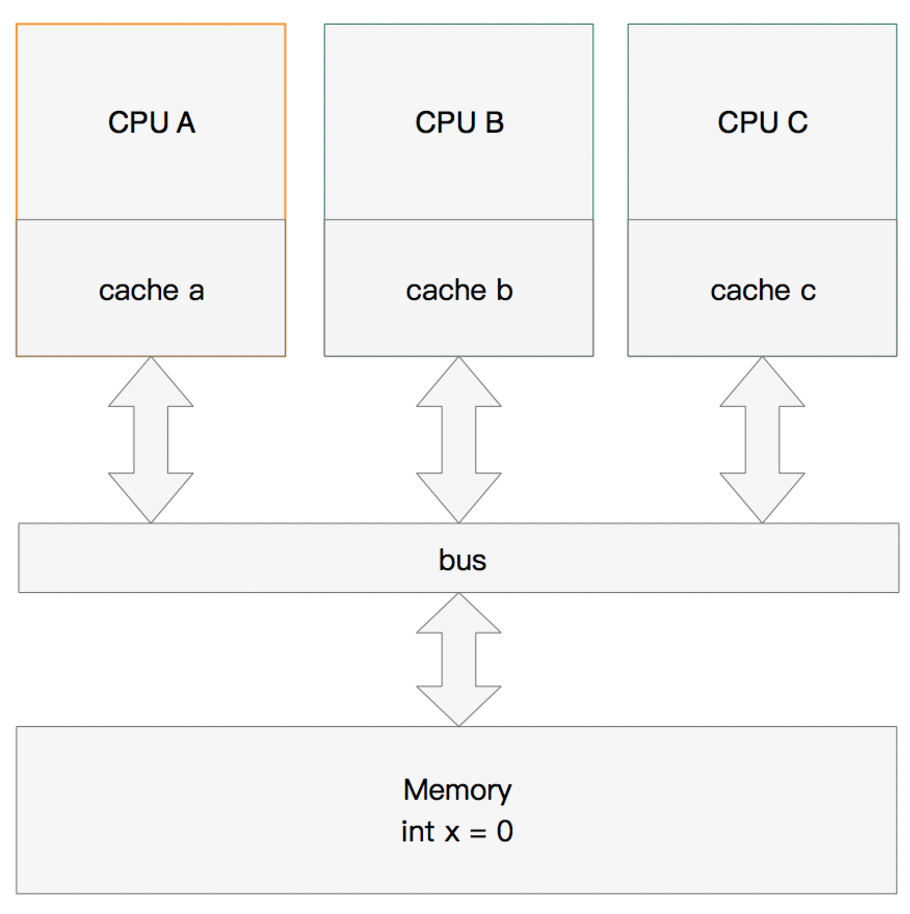 CPU A
CPU B
CPU C
cache a
cache b
cache c
bus
Memory
int x = 0